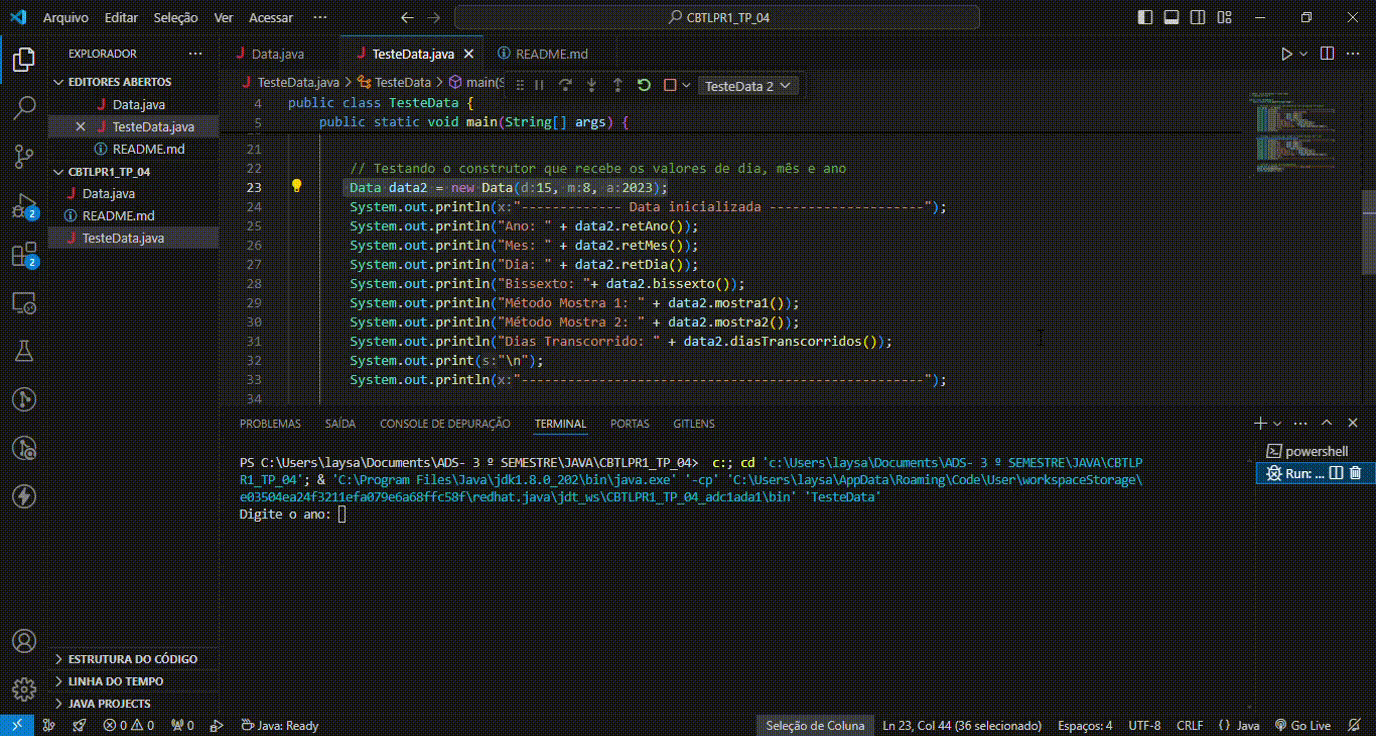 Arquivo Editar Seleção Ver Acessar ··· CBTLPR1_TP_04
EXPLORADOR ···
EDITORES ABERTOS
Data.java
TesteData.java
README.md
CBTLPR1_TP_04
Data.java
README.md
TesteData.java
2
2
ESTRUTURA DO CÓDIGO
LINHA DO TEMPO
JAVA PROJECTS
Data.java TesteData.java README.md
TesteData.java > TesteData > main(S
TesteData 2
4 public class TesteData {
5 public static void main(String[] args) {
21
22 // Testando o construtor que recebe os valores de dia, mês e ano
23 Data data2 = new Data(d:15, m:8, a:2023);
24 System.out.println(x:"------------- Data inicializada --------------------");
25 System.out.println("Ano: " + data2.retAno());
26 System.out.println("Mes: " + data2.retMes());
27 System.out.println("Dia: " + data2.retDia());
28 System.out.println("Bissexto: "+ data2.bissexto());
29 System.out.println("Método Mostra 1: " + data2.mostra1());
30 System.out.println("Método Mostra 2: " + data2.mostra2());
31 System.out.println("Dias Transcorrido: " + data2.diasTranscorridos());
32 System.out.print(s:"\n");
33 System.out.println(x:"----------------------------------------------------");
34
PROBLEMAS SAÍDA CONSOLE DE DEPURAÇÃO TERMINAL PORTAS GITLENS
PS C:\Users\laysa\Documents\ADS- 3 º SEMESTRE\JAVA\CBTLPR1_TP_04> c:; cd 'c:\Users\laysa\Documents\ADS- 3 º SEMESTRE\JAVA\CBTLP
R1_TP_04'; & 'C:\Program Files\Java\jdk1.8.0_202\bin\java.exe' '-cp' 'C:\Users\laysa\AppData\Roaming\Code\User\workspaceStorage\
e03504ea24f3211efa079e6a68ffc58f\redhat.java\jdt_ws\CBTLPR1_TP_04_adc1ada1\bin' 'TesteData'
Digite o ano:
powershell
Run: ...
0 0 0 Java: Ready Seleção de Coluna Ln 23, Col 44 (36 selecionado) Espaços: 4 UTF-8 CRLF {} Java Go Live